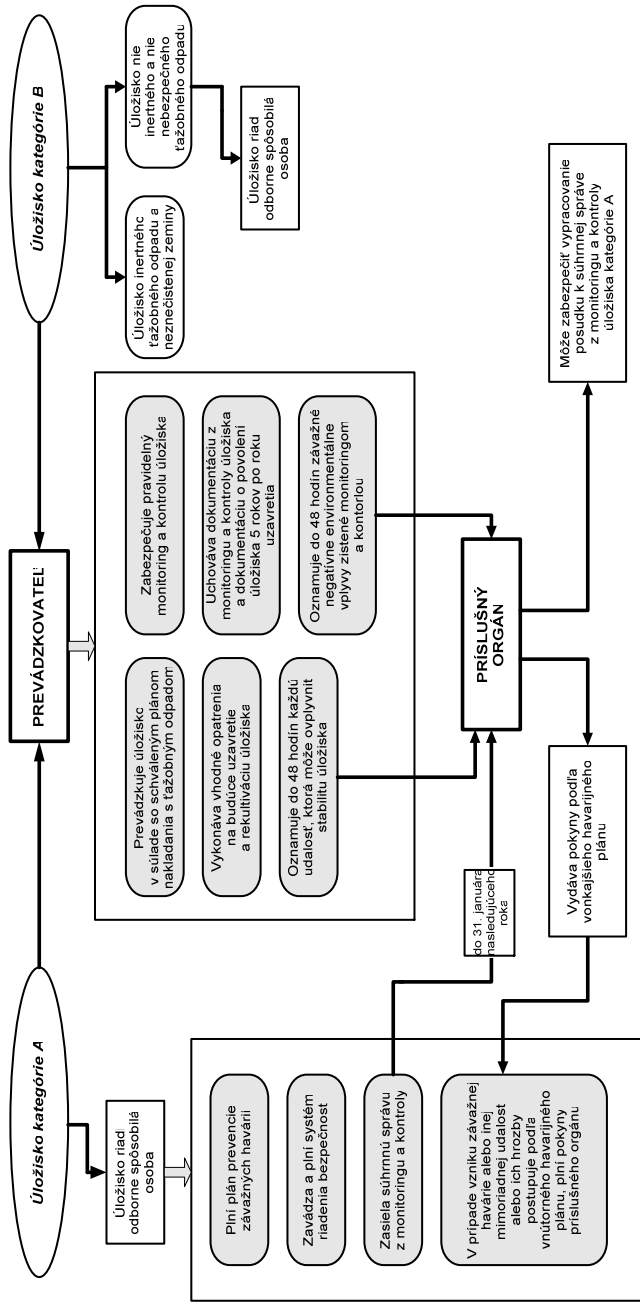 Úložisko kategórie A
PREVÁDZKOVATEĽ
Úložisko kategórie B
Úložisko riadi
odborne spôsobilá
osoba
Plní plán prevencie
závažných havárií
Zavádza a plní systém
riadenia bezpečnost
Zasiela súhrnnú správu
z monitoringu a kontroly
V prípade vzniku závažnej
havárie alebo inej
mimoriadnej udalost
alebo ich hrozby
postupuje podľa
vnútorného havarijného
plánu, plní pokyny
príslušného orgánu
Prevádzkuje úložisko
v súlade so schváleným plánom
nakladania s ťažobným odpadom
Vykonáva vhodné opatrenia
na budúce uzavretie
a rekultiváciu úložiska
Oznamuje do 48 hodín každú
udalosť, ktorá môže ovplyvniť
stabilitu úložiska
Zabezpečuje pravidelný
monitoring a kontrolu úložiska
Uchováva dokumentáciu z
monitoringu a kontroly úložiska
a dokumentáciu o povolení
úložiska 5 rokov po roku
uzavretia
Oznamuje do 48 hodín závažné
negatívne environmentálne
vplyvy zistené monitoringom
a kontorlou
Úložisko inertného
ťažobného odpadu a
neznečistenej zeminy
Úložisko nie
inertného a nie
nebezpečného
ťažobného odpadu
Úložisko riadi
odborne spôsobilá
osoba
do 31. januára
nasledujúceho
roka
PRÍSLUŠNÝ
ORGÁN
Vydáva pokyny podľa
vonkajšieho havarijného
plánu
Môže zabezpečiť vypracovanie
posudku k súhrnnej správe
z monitoringu a kontroly
úložiska kategórie A